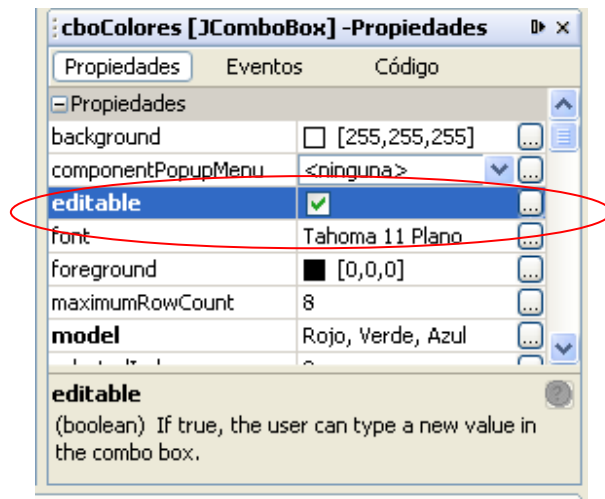 cboColores [JComboBox] -Propiedades
Propiedades Eventos Código
Propiedades
background [255,255,255] ...
componentPopupMenu <ninguna> ...
editable ...
font Tahoma 11 Plano ...
foreground [0,0,0] ...
maximumRowCount 8 ...
model Rojo, Verde, Azul ...
editable
(boolean) If true, the user can type a new value in
the combo box.